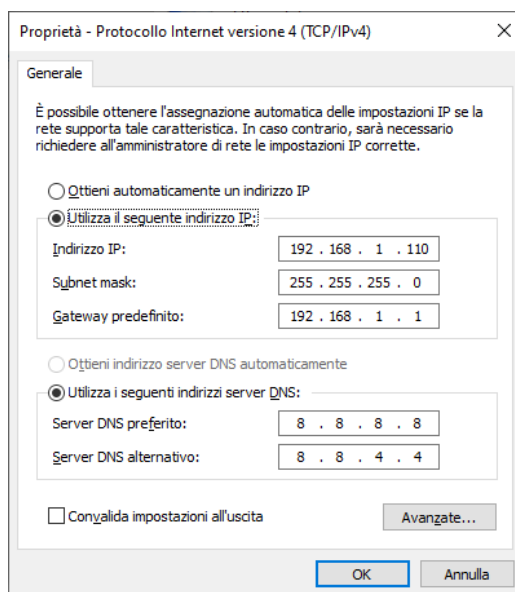 Proprietà - Protocollo Internet versione 4 (TCP/IPv4)
Generale
È possibile ottenere l'assegnazione automatica delle impostazioni IP se la
rete supporta tale caratteristica. In caso contrario, sarà necessario
richiedere all'amministratore di rete le impostazioni IP corrette.
Ottieni automaticamente un indirizzo IP
Utilizza il seguente indirizzo IP:
Indirizzo IP: 192 . 168 . 1 . 110
Subnet mask: 255 . 255 . 255 . 0
Gateway predefinito: 192 . 168 . 1 . 1
Ottieni indirizzo server DNS automaticamente
Utilizza i seguenti indirizzi server DNS:
Server DNS preferito: 8 . 8 . 8 . 8
Server DNS alternativo: 8 . 8 . 4 . 4
Convalida impostazioni all'uscita
Avanzate...
OK Annulla